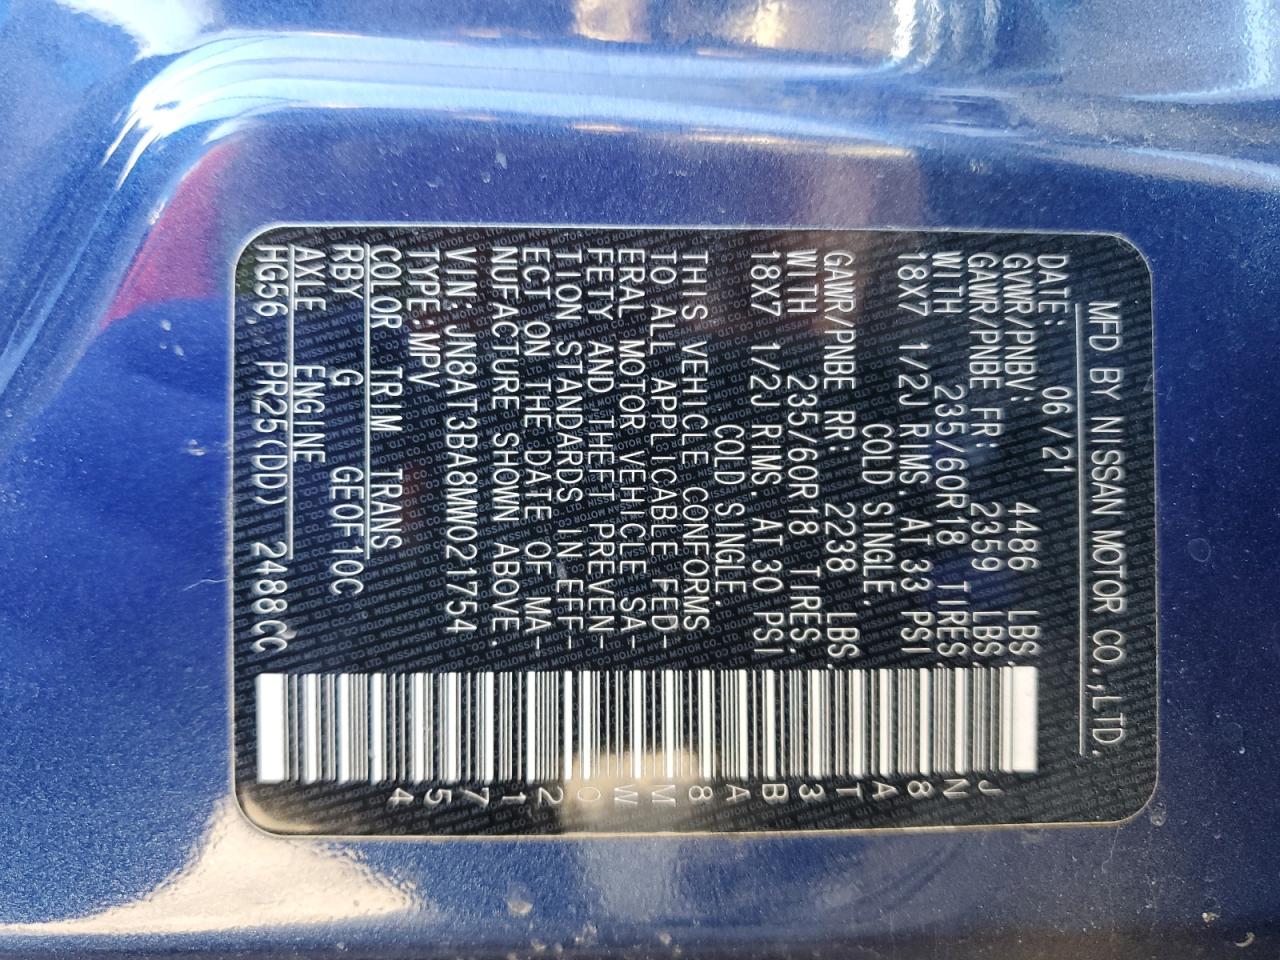 MFD BY NISSAN MOTOR CO.,LTD.
DATE: 06/21
GVWR/PNBV: 4486 LBS.
GAWR/PNBE FR: 2359 LBS.
WITH 235/60R18 TIRES.
18X7 1/2J RIMS. AT 33 PSI
COLD SINGLE.
GAWR/PNBE RR: 2238 LBS.
WITH 235/60R18 TIRES.
18X7 1/2J RIMS. AT 30 PSI
COLD SINGLE.
THIS VEHICLE CONFORMS
TO ALL APPLICABLE FED-
ERAL MOTOR VEHICLE SA-
FETY AND THEFT PREVEN-
TION STANDARDS IN EFF-
ECT ON THE DATE OF MA-
NUFACTURE SHOWN ABOVE.
VIN:JN8AT3BA8MW021754
TYPE:MPV
COLOR TRIM TRANS
RBY G GE0F10C
AXLE ENGINE
HG56 PR25(DD) 2488CC
JN8AT3BA8MW021754